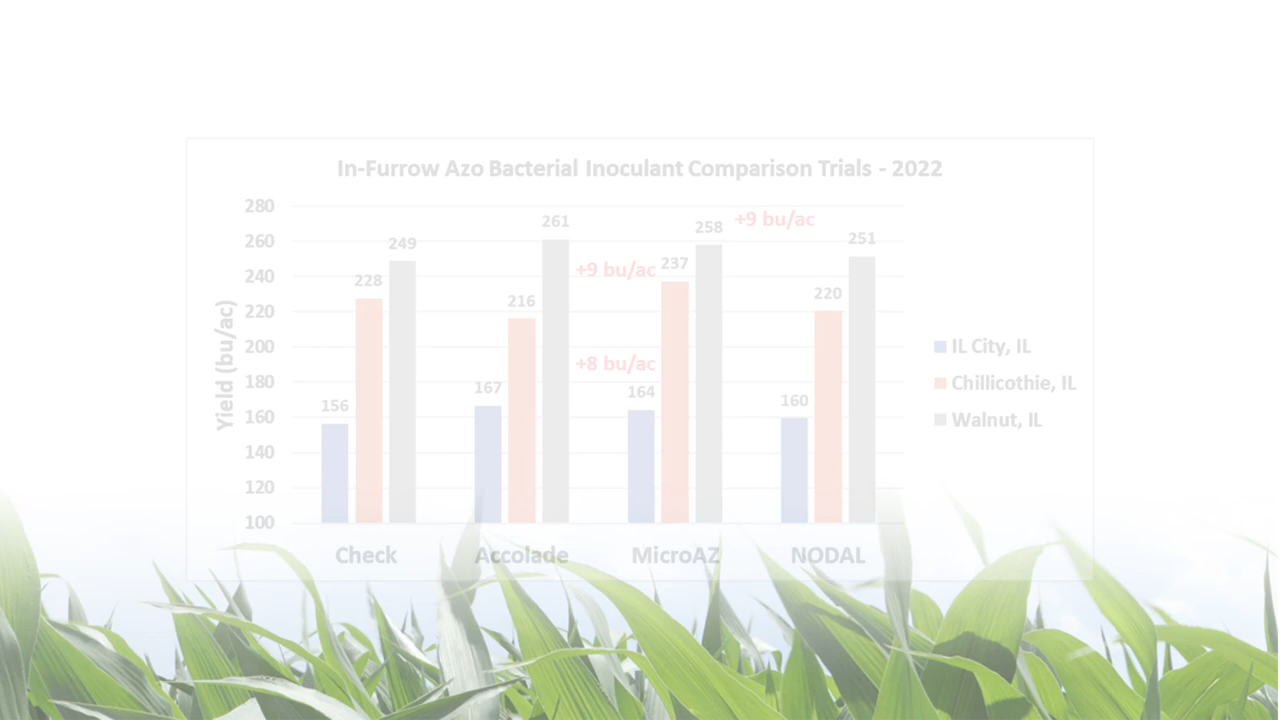 In-Furrow Azo Bacterial Inoculant Comparison Trials - 2022
Yield (bu/ac)
280
260
240
220
200
180
160
140
120
100
156
228
249
167
216
261
+9 bu/ac
+8 bu/ac
164
237
258
+9 bu/ac
160
220
251
Check
Accolade
MicroAZ
NODAL
IL City, IL
Chillicothie, IL
Walnut, IL